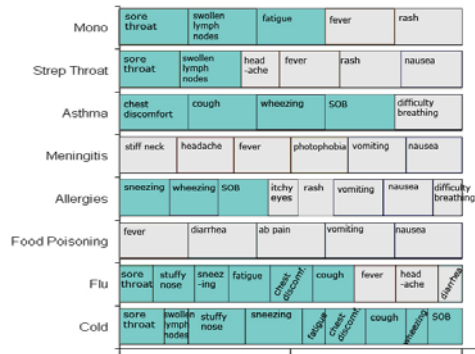 Mono
sore throat
swollen lymph nodes
fatigue
fever
rash
Strep Throat
sore throat
swollen lymph nodes
head -ache
fever
rash
nausea
Asthma
chest discomfort
cough
wheezing
SOB
difficulty breathing
Meningitis
stiff neck
headache
fever
photophobia
vomiting
nausea
Allergies
sneezing
wheezing
SOB
itchy eyes
rash
vomiting
nausea
difficulty breathing
Food Poisoning
fever
diarrhea
ab pain
vomiting
nausea
Flu
sore throat
stuffy nose
sneez -ing
fatigue
chest discomf.
cough
fever
head -ache
diarrhea
Cold
sore throat
swollen lymph nodes
stuffy nose
sneezing
fatigue
chest discomf.
cough
wheezing
SOB